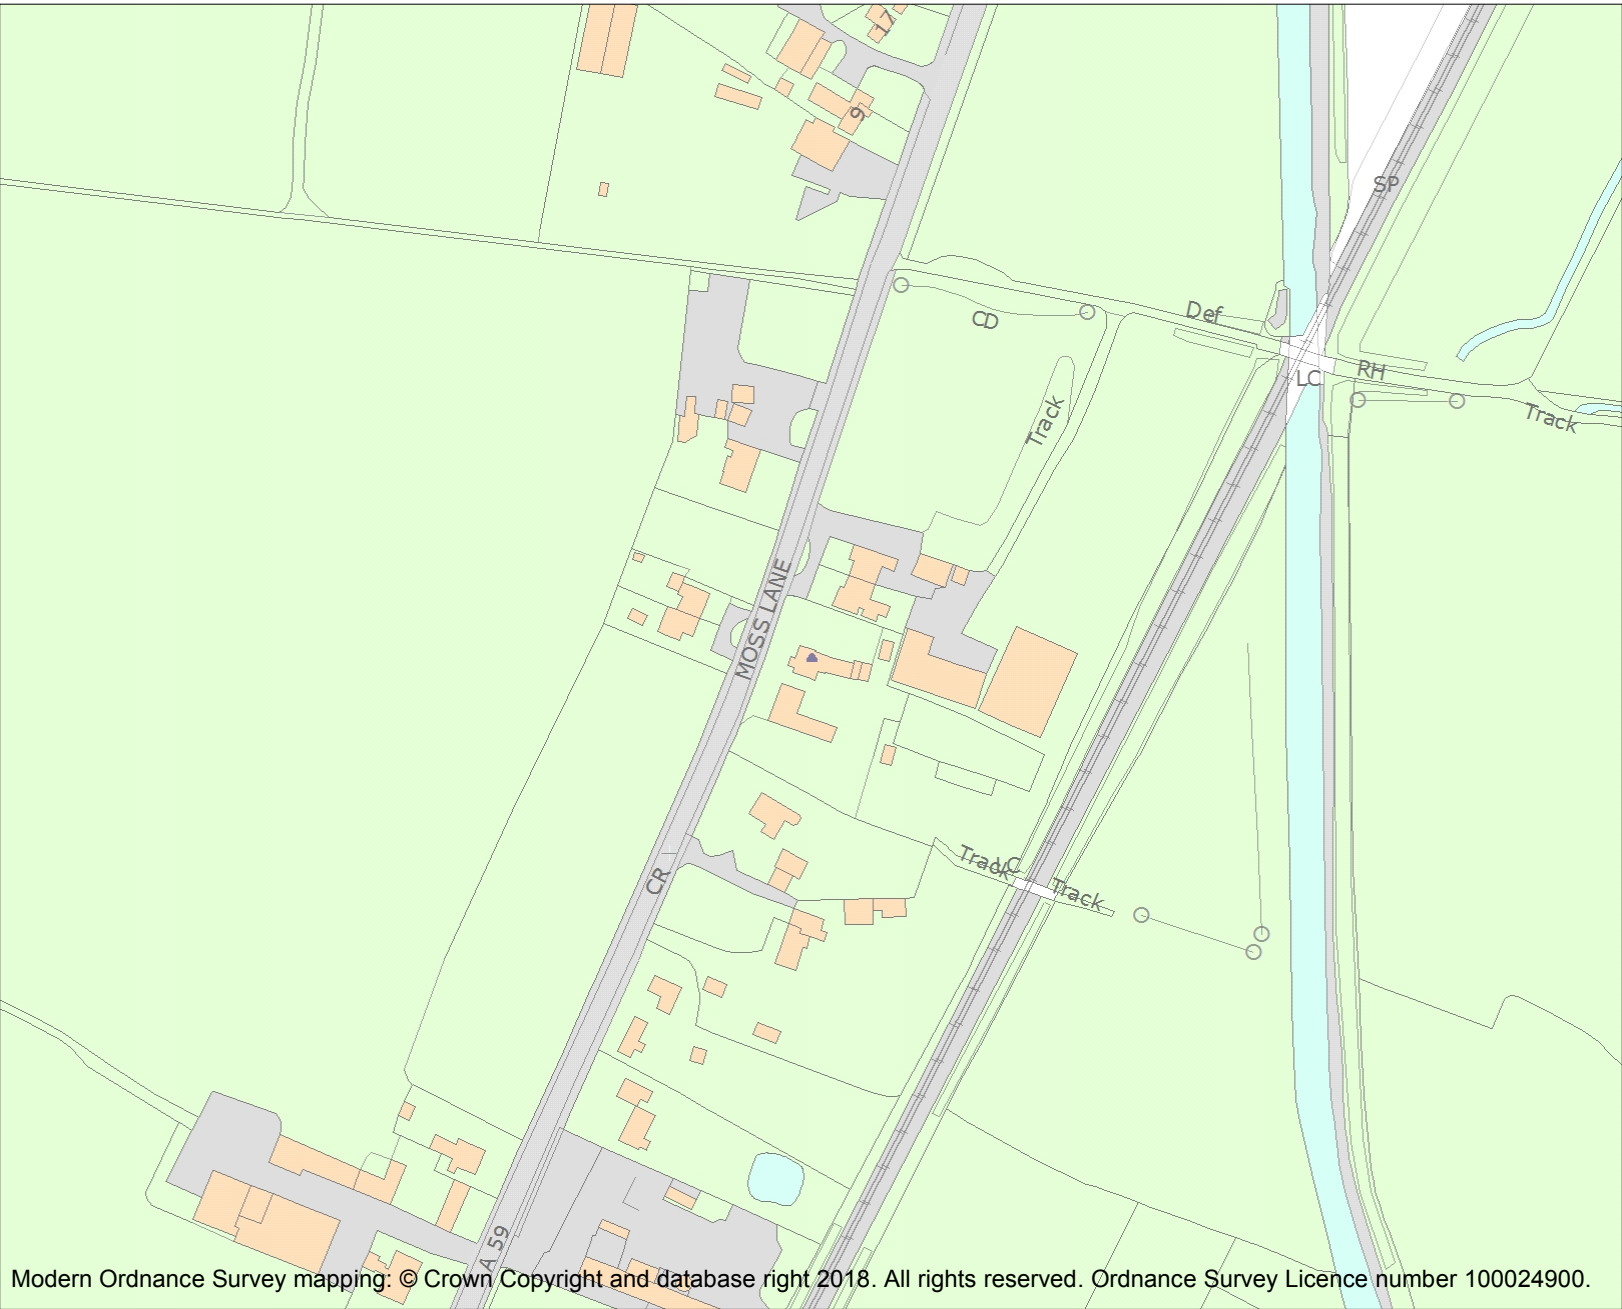 17
9
SP
Def
CD
RH
LC
Track
Track
MOSS LANE
Track
LC
Track
CR
A 59
Modern Ordnance Survey mapping: © Crown Copyright and database right 2018. All rights reserved. Ordnance Survey Licence number 100024900.